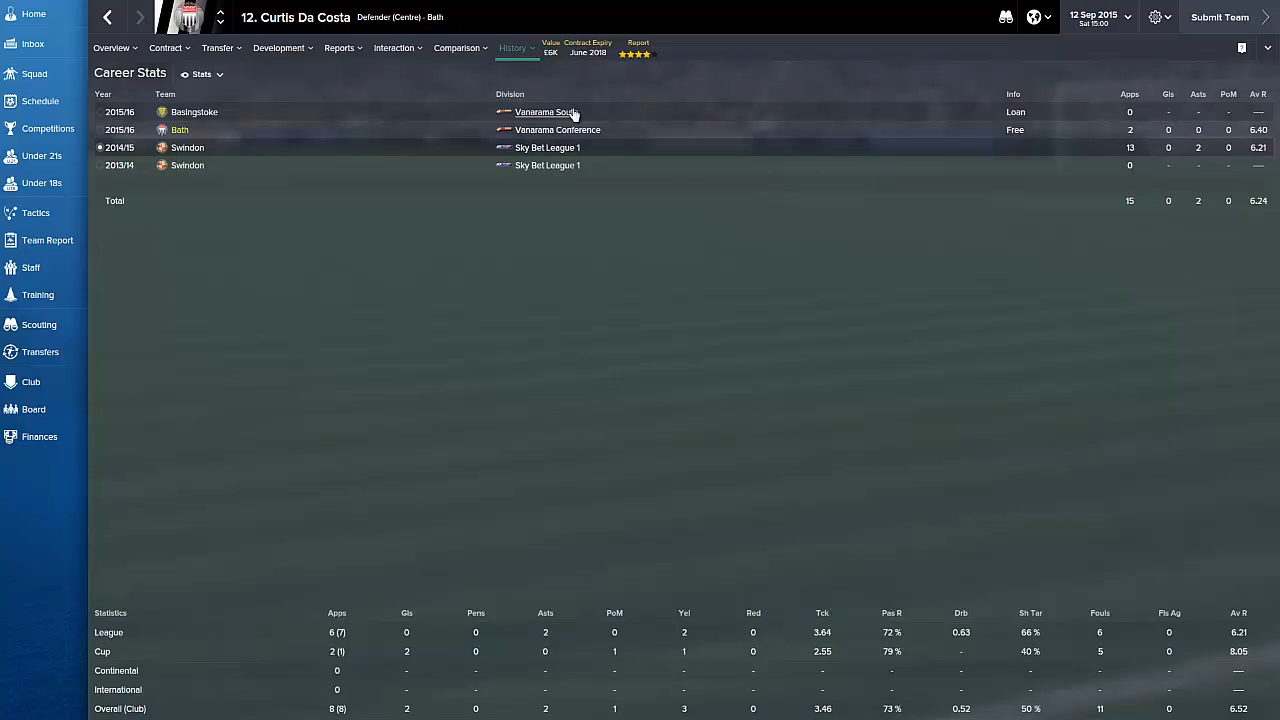 Home
12. Curtis Da Costa Defender (Centre) - Bath
12 Sep 2015
Sat 15:00
Submit Team
Inbox
Overview Contract Transfer Development Reports Interaction Comparison History
Value Contract Expiry Report
£6K June 2018
Squad
Career Stats Stats
Schedule
Year Team Division Info Apps Gls Asts PoM Av R
2015/16 Basingstoke Vanarama South Loan 0 - - - ---
Competitions
2015/16 Bath Vanarama Conference Free 2 0 0 0 6.40
Under 21s
2014/15 Swindon Sky Bet League 1 13 0 2 0 6.21
2013/14 Swindon Sky Bet League 1 0 - - - ---
Under 18s
Total 15 0 2 0 6.24
Tactics
Team Report
Staff
Training
Scouting
Transfers
Club
Board
Finances
Statistics Apps Gls Pens Asts PoM Yel Red Tck Pas R Drb Sh Tar Fouls Fls Ag Av R
League 6 (7) 0 0 2 0 2 0 3.64 72 % 0.63 66 % 6 0 6.21
Cup 2 (1) 2 0 0 1 1 0 2.55 79 % - 40 % 5 0 8.05
Continental 0 - - - - - - - - - - - - ---
International 0 - - - - - - - - - - - - ---
Overall (Club) 8 (8) 2 0 2 1 3 0 3.46 73 % 0.52 50 % 11 0 6.52